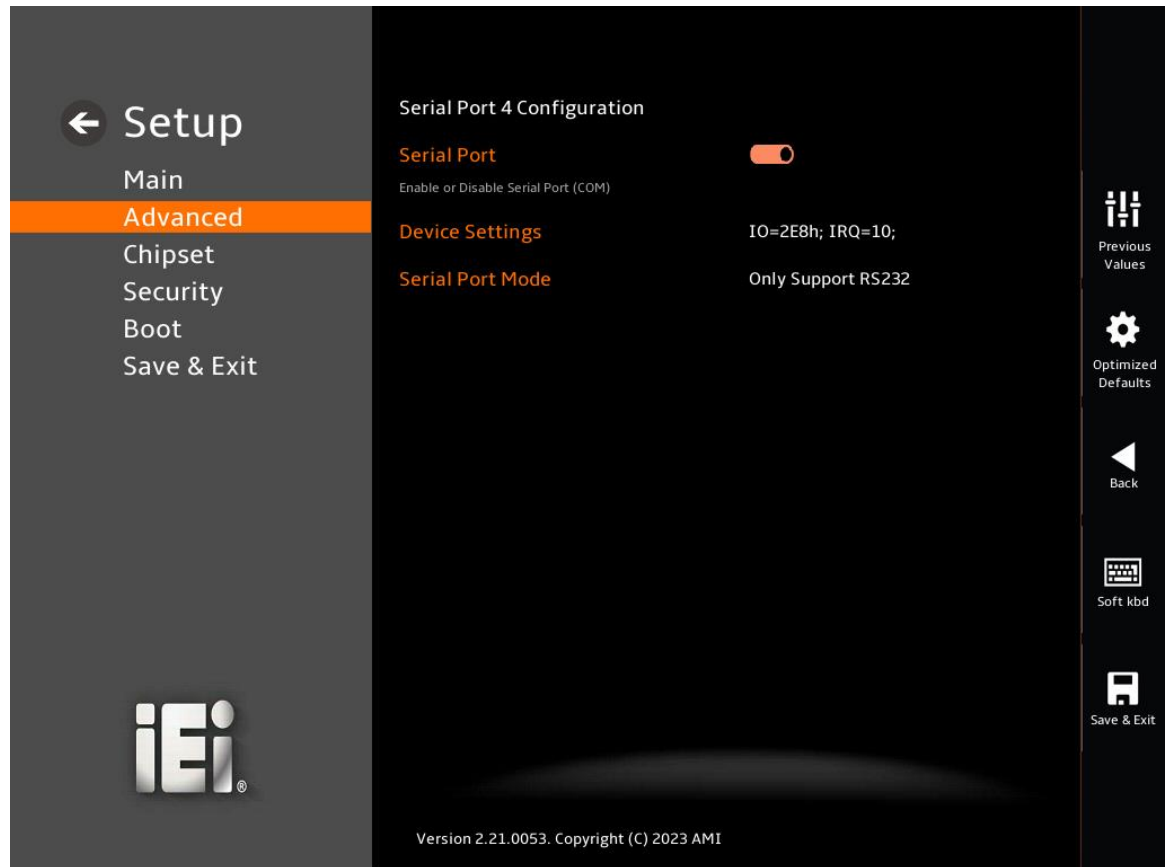 Setup
Main
Advanced
Chipset
Security
Boot
Save & Exit
iEi®
Serial Port 4 Configuration
Serial Port
Enable or Disable Serial Port (COM)
Device Settings IO=2E8h; IRQ=10;
Serial Port Mode Only Support RS232
Version 2.21.0053. Copyright (C) 2023 AMI
Previous
Values
Optimized
Defaults
Back
Soft kbd
Save & Exit